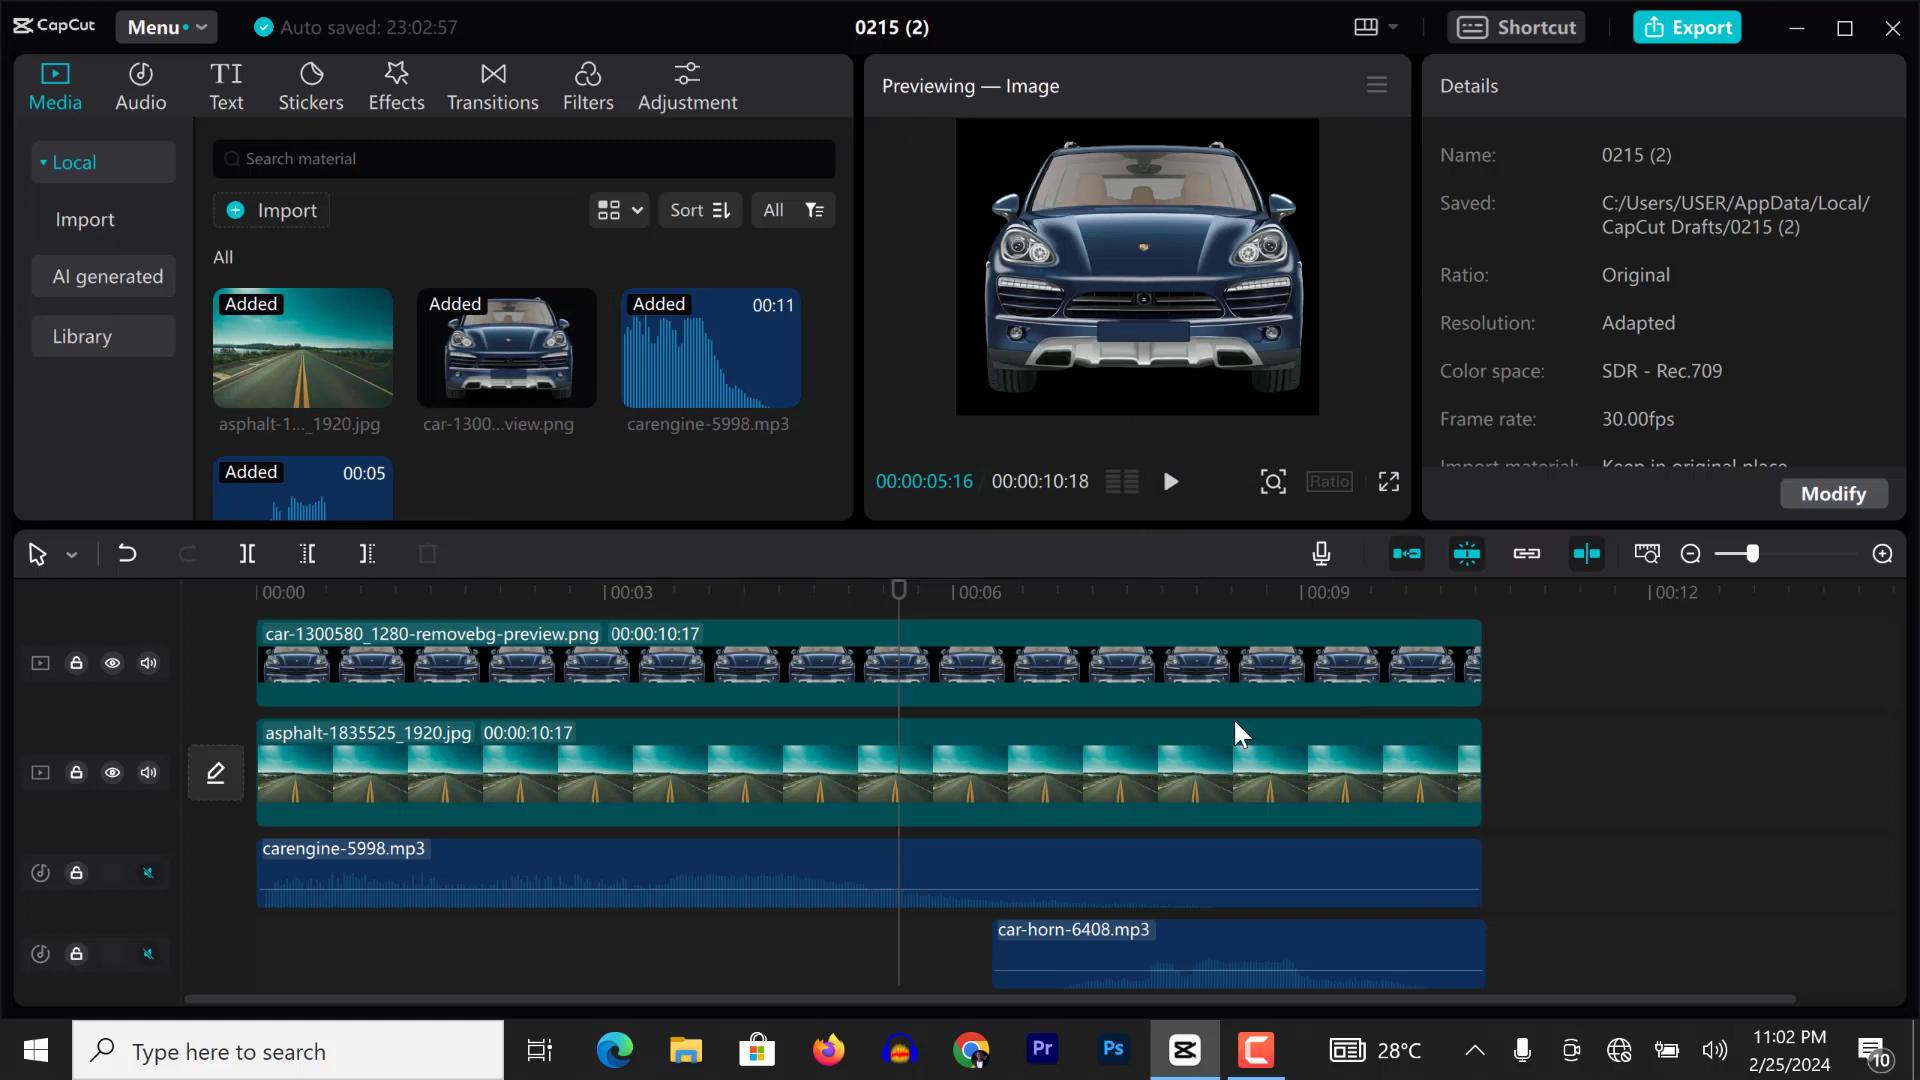 CapCut
Menu
Auto saved: 23:02:57
0215 (2)
Shortcut
Export
Media
Audio
Text
Stickers
Effects
Transitions
Filters
Adjustment
Local
Import
AI generated
Library
Search material
Import
Sort
All
All
Added
asphalt-1..._1920.jpg
Added
car-1300...view.png
Added
00:11
carengine-5998.mp3
Added
00:05
Previewing — Image
00:00:05:16
00:00:10:18
Ratio
Details
Name:
0215 (2)
Saved:
C:/Users/USER/AppData/Local/
CapCut Drafts/0215 (2)
Ratio:
Original
Resolution:
Adapted
Color space:
SDR - Rec.709
Frame rate:
30.00fps
Import material:
Keep in original place
Modify
00:00
00:03
00:06
00:09
00:12
car-1300580_1280-removebg-preview.png 00:00:10:17
asphalt-1835525_1920.jpg 00:00:10:17
carengine-5998.mp3
car-horn-6408.mp3
Type here to search
Pr
Ps
28°C
11:02 PM
2/25/2024
10